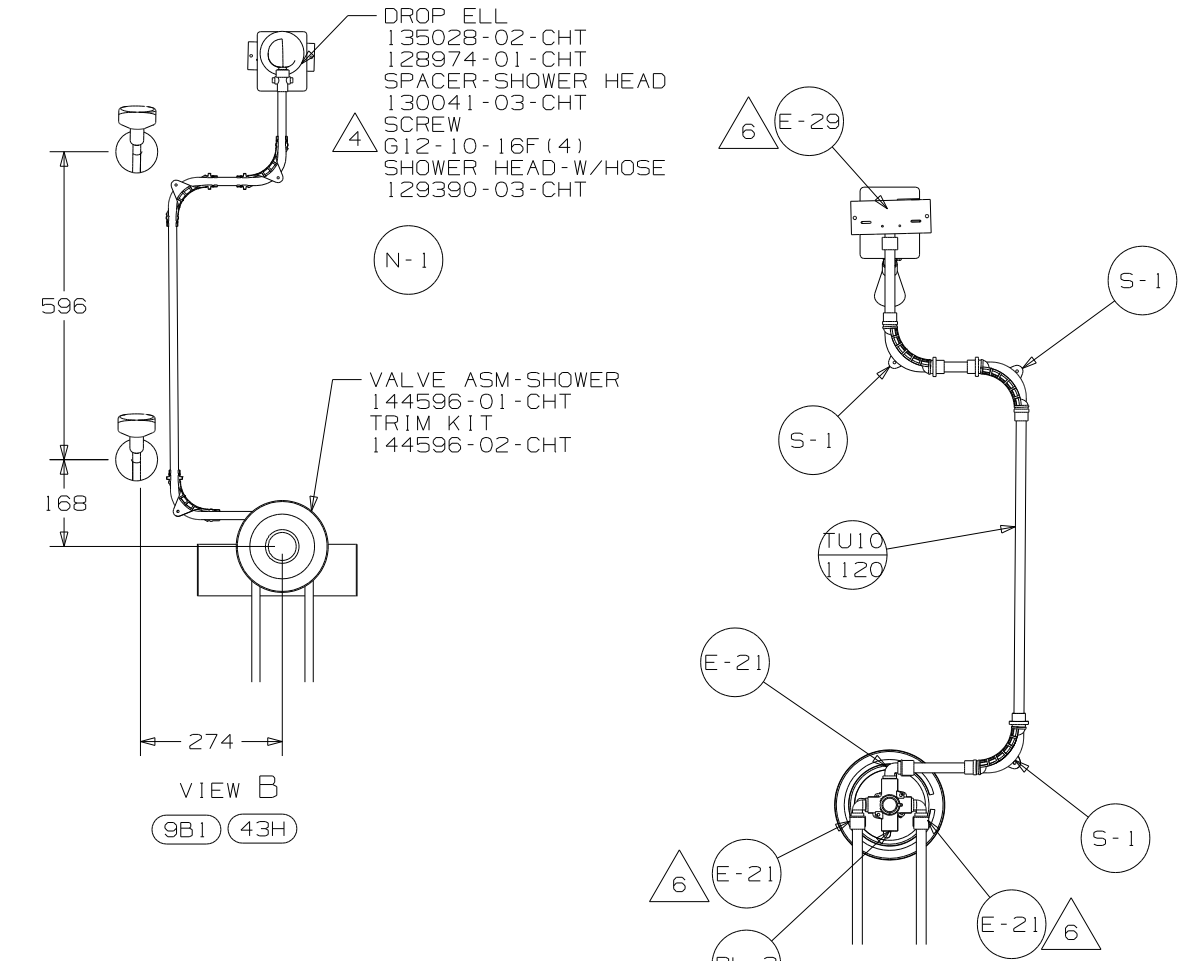 DROP ELL
135028-02-CHT
128974-01-CHT
SPACER-SHOWER HEAD
130041-03-CHT
SCREW
G12-10-16F(4)
SHOWER HEAD-W/HOSE
129390-03-CHT
4
N-1
596
168
VALVE ASM-SHOWER
144596-01-CHT
TRIM KIT
144596-02-CHT
274
VIEW B
9B1
43H
6
E-29
S-1
S-1
TU10
1120
E-21
S-1
6
E-21
E-21
6